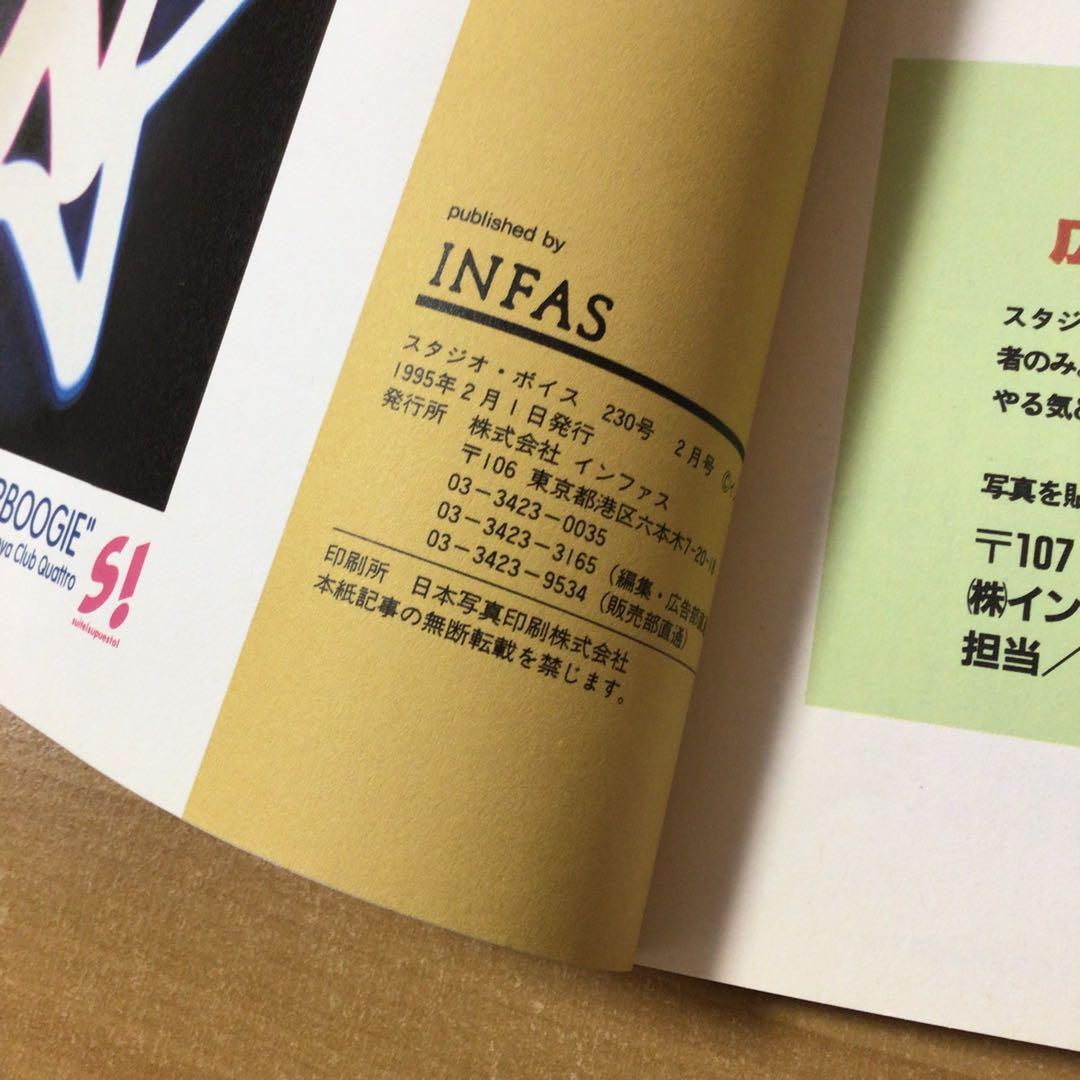 BOOGIE"
ya Club Quattro
S!
suiteisupuesto!
published by
INFAS
スタジオ・ボイス 230号 2月号 ©
1995年2月1日発行
発行所 株式会社 インファス
〒106 東京都港区六本木7-20-18
03-3423-0035
03-3423-3165 (編集・広告部直
03-3423-9534 (販売部直通)
印刷所 日本写真印刷株式会社
本紙記事の無断転載を禁じます。
スタジ
者のみ
やる気
写真を貼
〒107
㈱イン
担当/